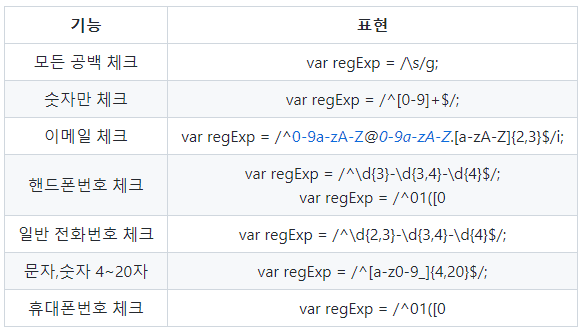 기능 표현
모든 공백 체크 var regExp = /\s/g;
숫자만 체크 var regExp = /^[0-9]+$/;
이메일 체크 var regExp = /^0-9a-zA-Z@0-9a-zA-Z.[a-zA-Z]{2,3}$/i;
핸드폰번호 체크 var regExp = /^\d{3}-\d{3,4}-\d{4}$/;
var regExp = /^01([0
일반 전화번호 체크 var regExp = /^\d{2,3}-\d{3,4}-\d{4}$/;
문자,숫자 4~20자 var regExp = /^[a-z0-9_]{4,20}$/;
휴대폰번호 체크 var regExp = /^01([0